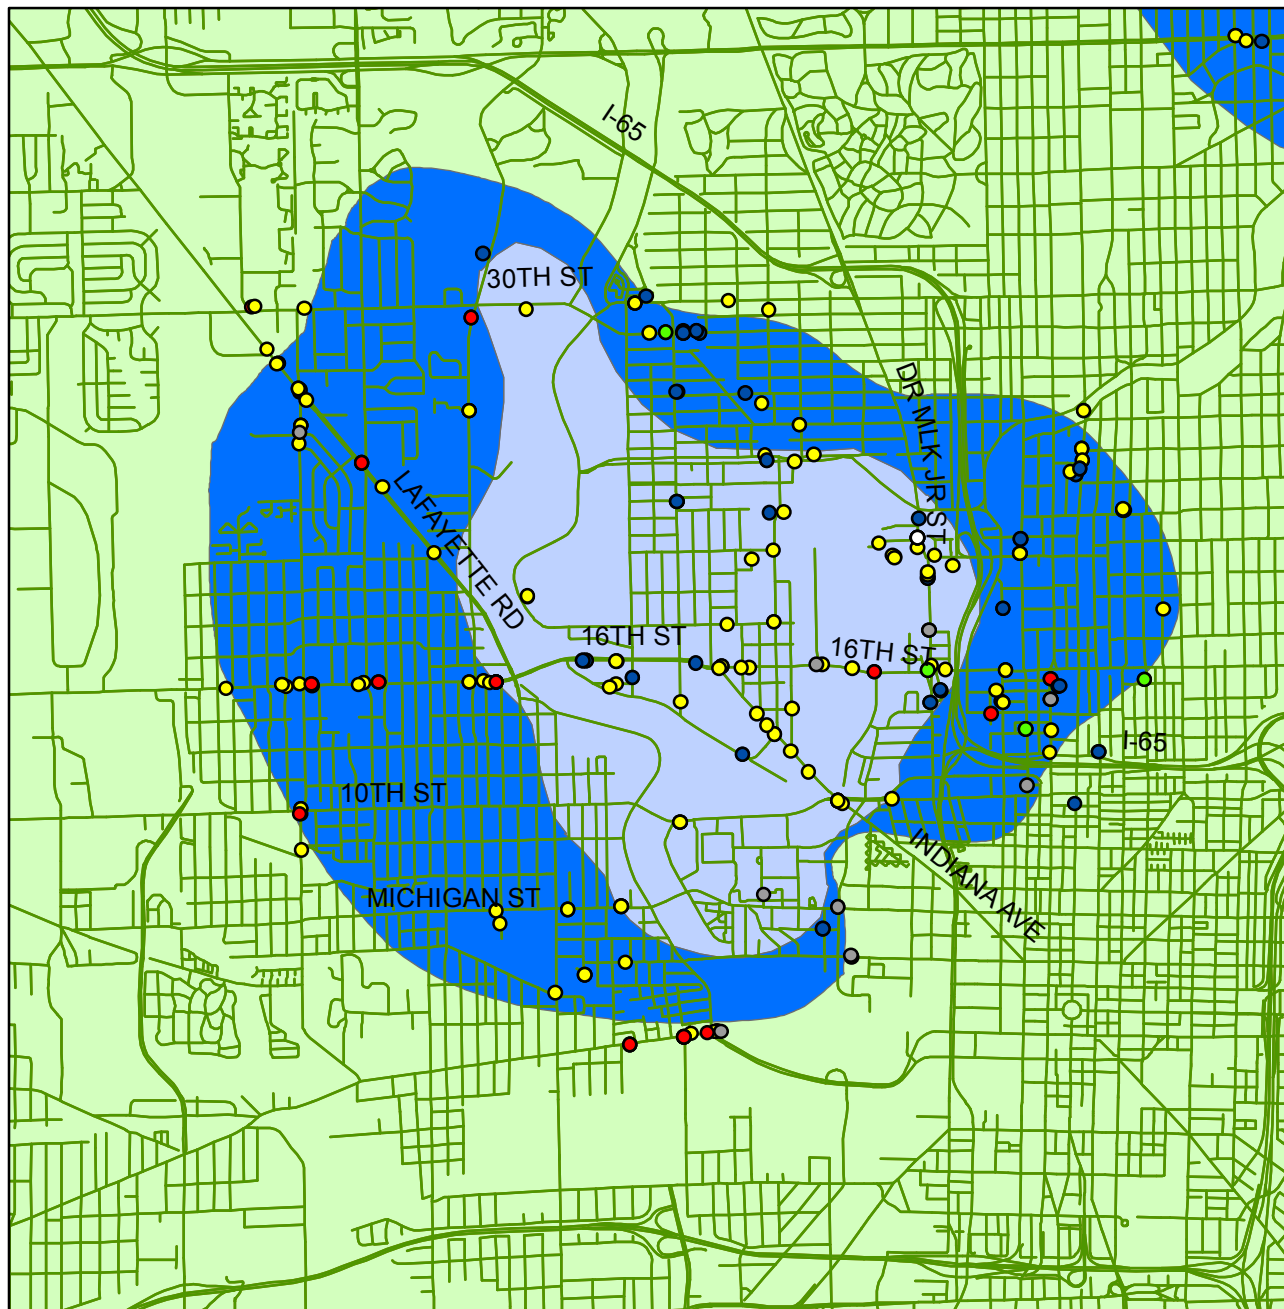 I-65
30TH ST
DR MLK JR ST
LAFAYETTE RD
16TH ST
16TH ST
I-65
10TH ST
INDIANA AVE
MICHIGAN ST